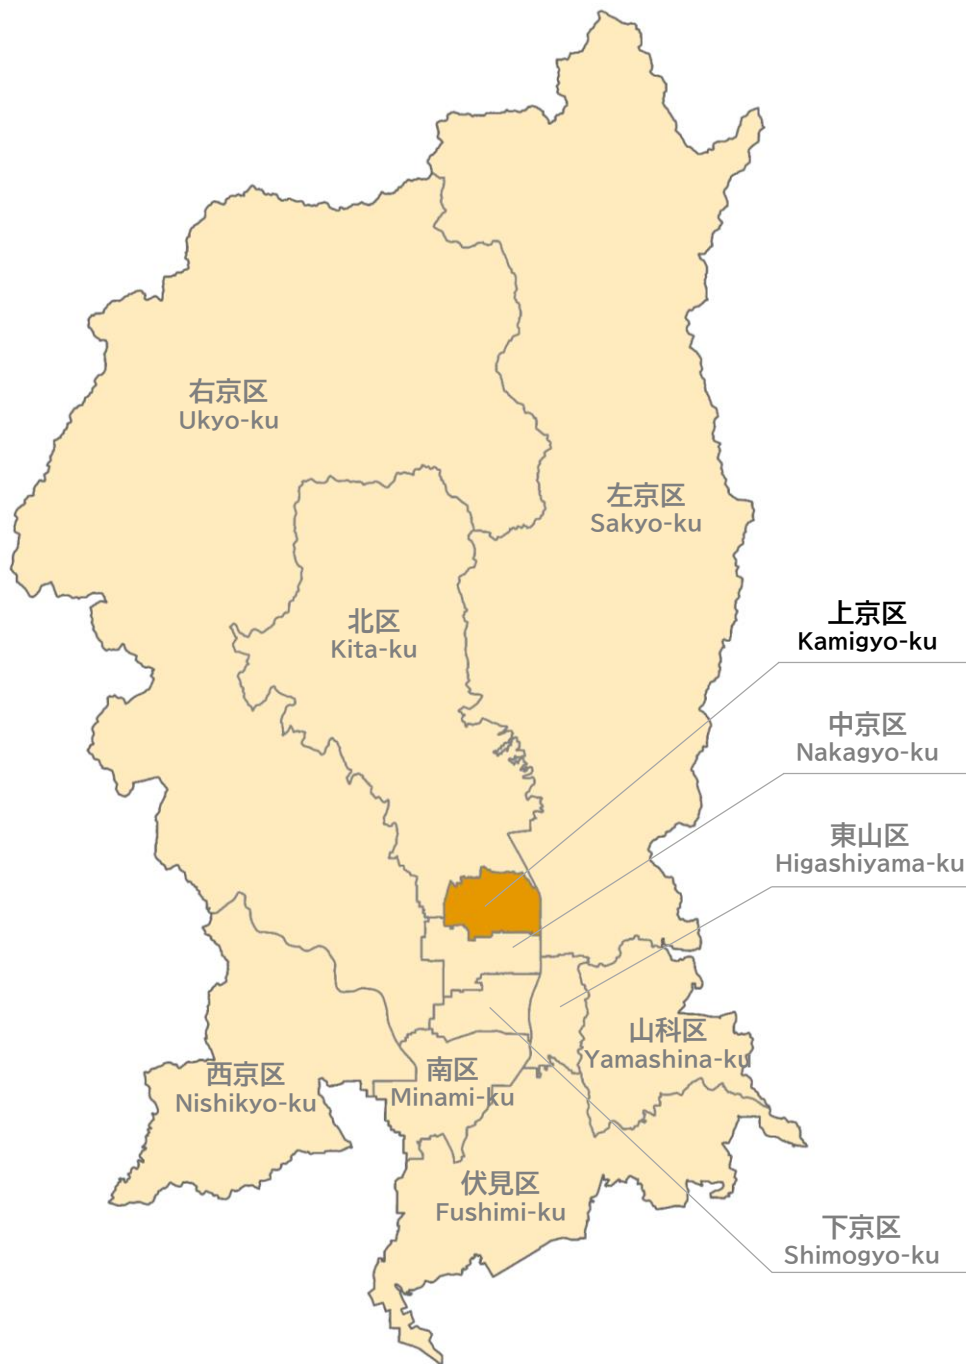 右京区
Ukyo-ku
左京区
Sakyo-ku
北区
Kita-ku
上京区
Kamigyo-ku
中京区
Nakagyo-ku
東山区
Higashiyama-ku
山科区
Yamashina-ku
西京区
Nishikyo-ku
南区
Minami-ku
伏見区
Fushimi-ku
下京区
Shimogyo-ku